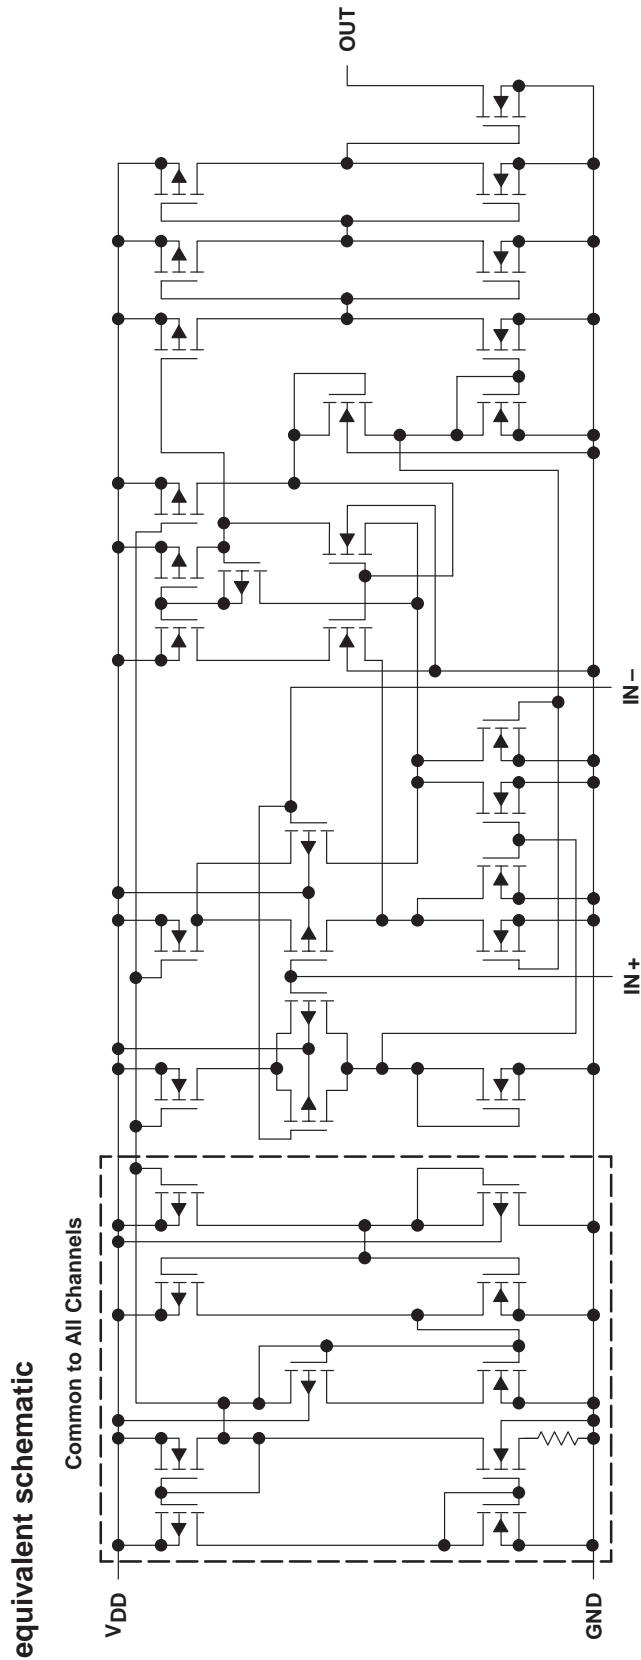 equivalent schematic
Common to All Channels
VDD
GND
IN+
IN−
OUT